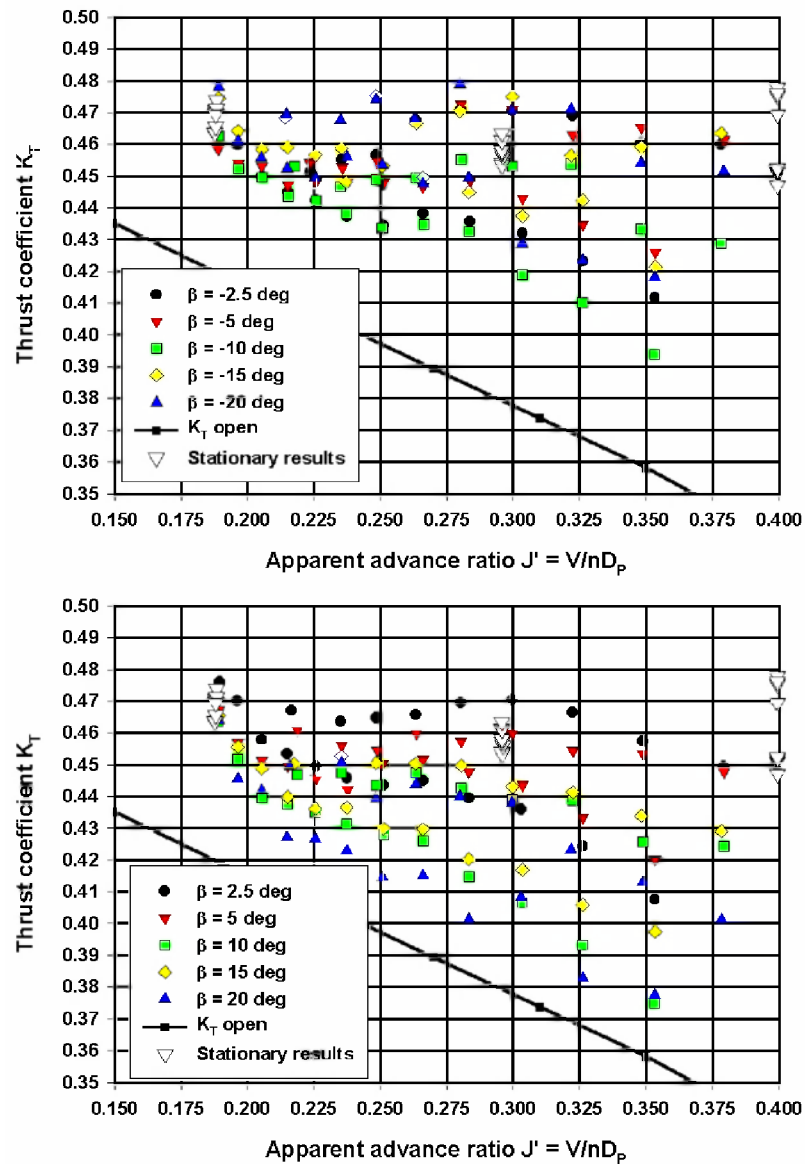 0.50
0.49
0.48
0.47
0.46
0.45
0.44
0.43
0.42
0.41
0.40
0.39
0.38
0.37
0.36
0.35
Thrust coefficient K_T
β = -2.5 deg
β = -5 deg
β = -10 deg
β = -15 deg
β = -20 deg
K_T open
Stationary results
0.150 0.175 0.200 0.225 0.250 0.275 0.300 0.325 0.350 0.375 0.400
Apparent advance ratio J' = V/nD_P
0.50
0.49
0.48
0.47
0.46
0.45
0.44
0.43
0.42
0.41
0.40
0.39
0.38
0.37
0.36
0.35
Thrust coefficient K_T
β = 2.5 deg
β = 5 deg
β = 10 deg
β = 15 deg
β = 20 deg
K_T open
Stationary results
0.150 0.175 0.200 0.225 0.250 0.275 0.300 0.325 0.350 0.375 0.400
Apparent advance ratio J' = V/nD_P